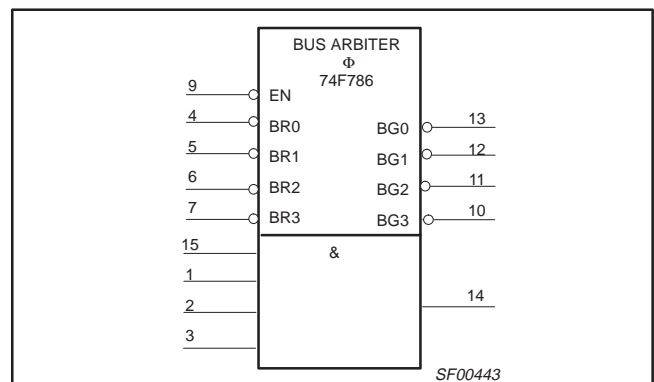 BUS ARBITER
Φ
74F786
9 EN
4 BR0 BG0 13
5 BR1 BG1 12
6 BR2 BG2 11
7 BR3 BG3 10
15 &
1
2 14
3
SF00443